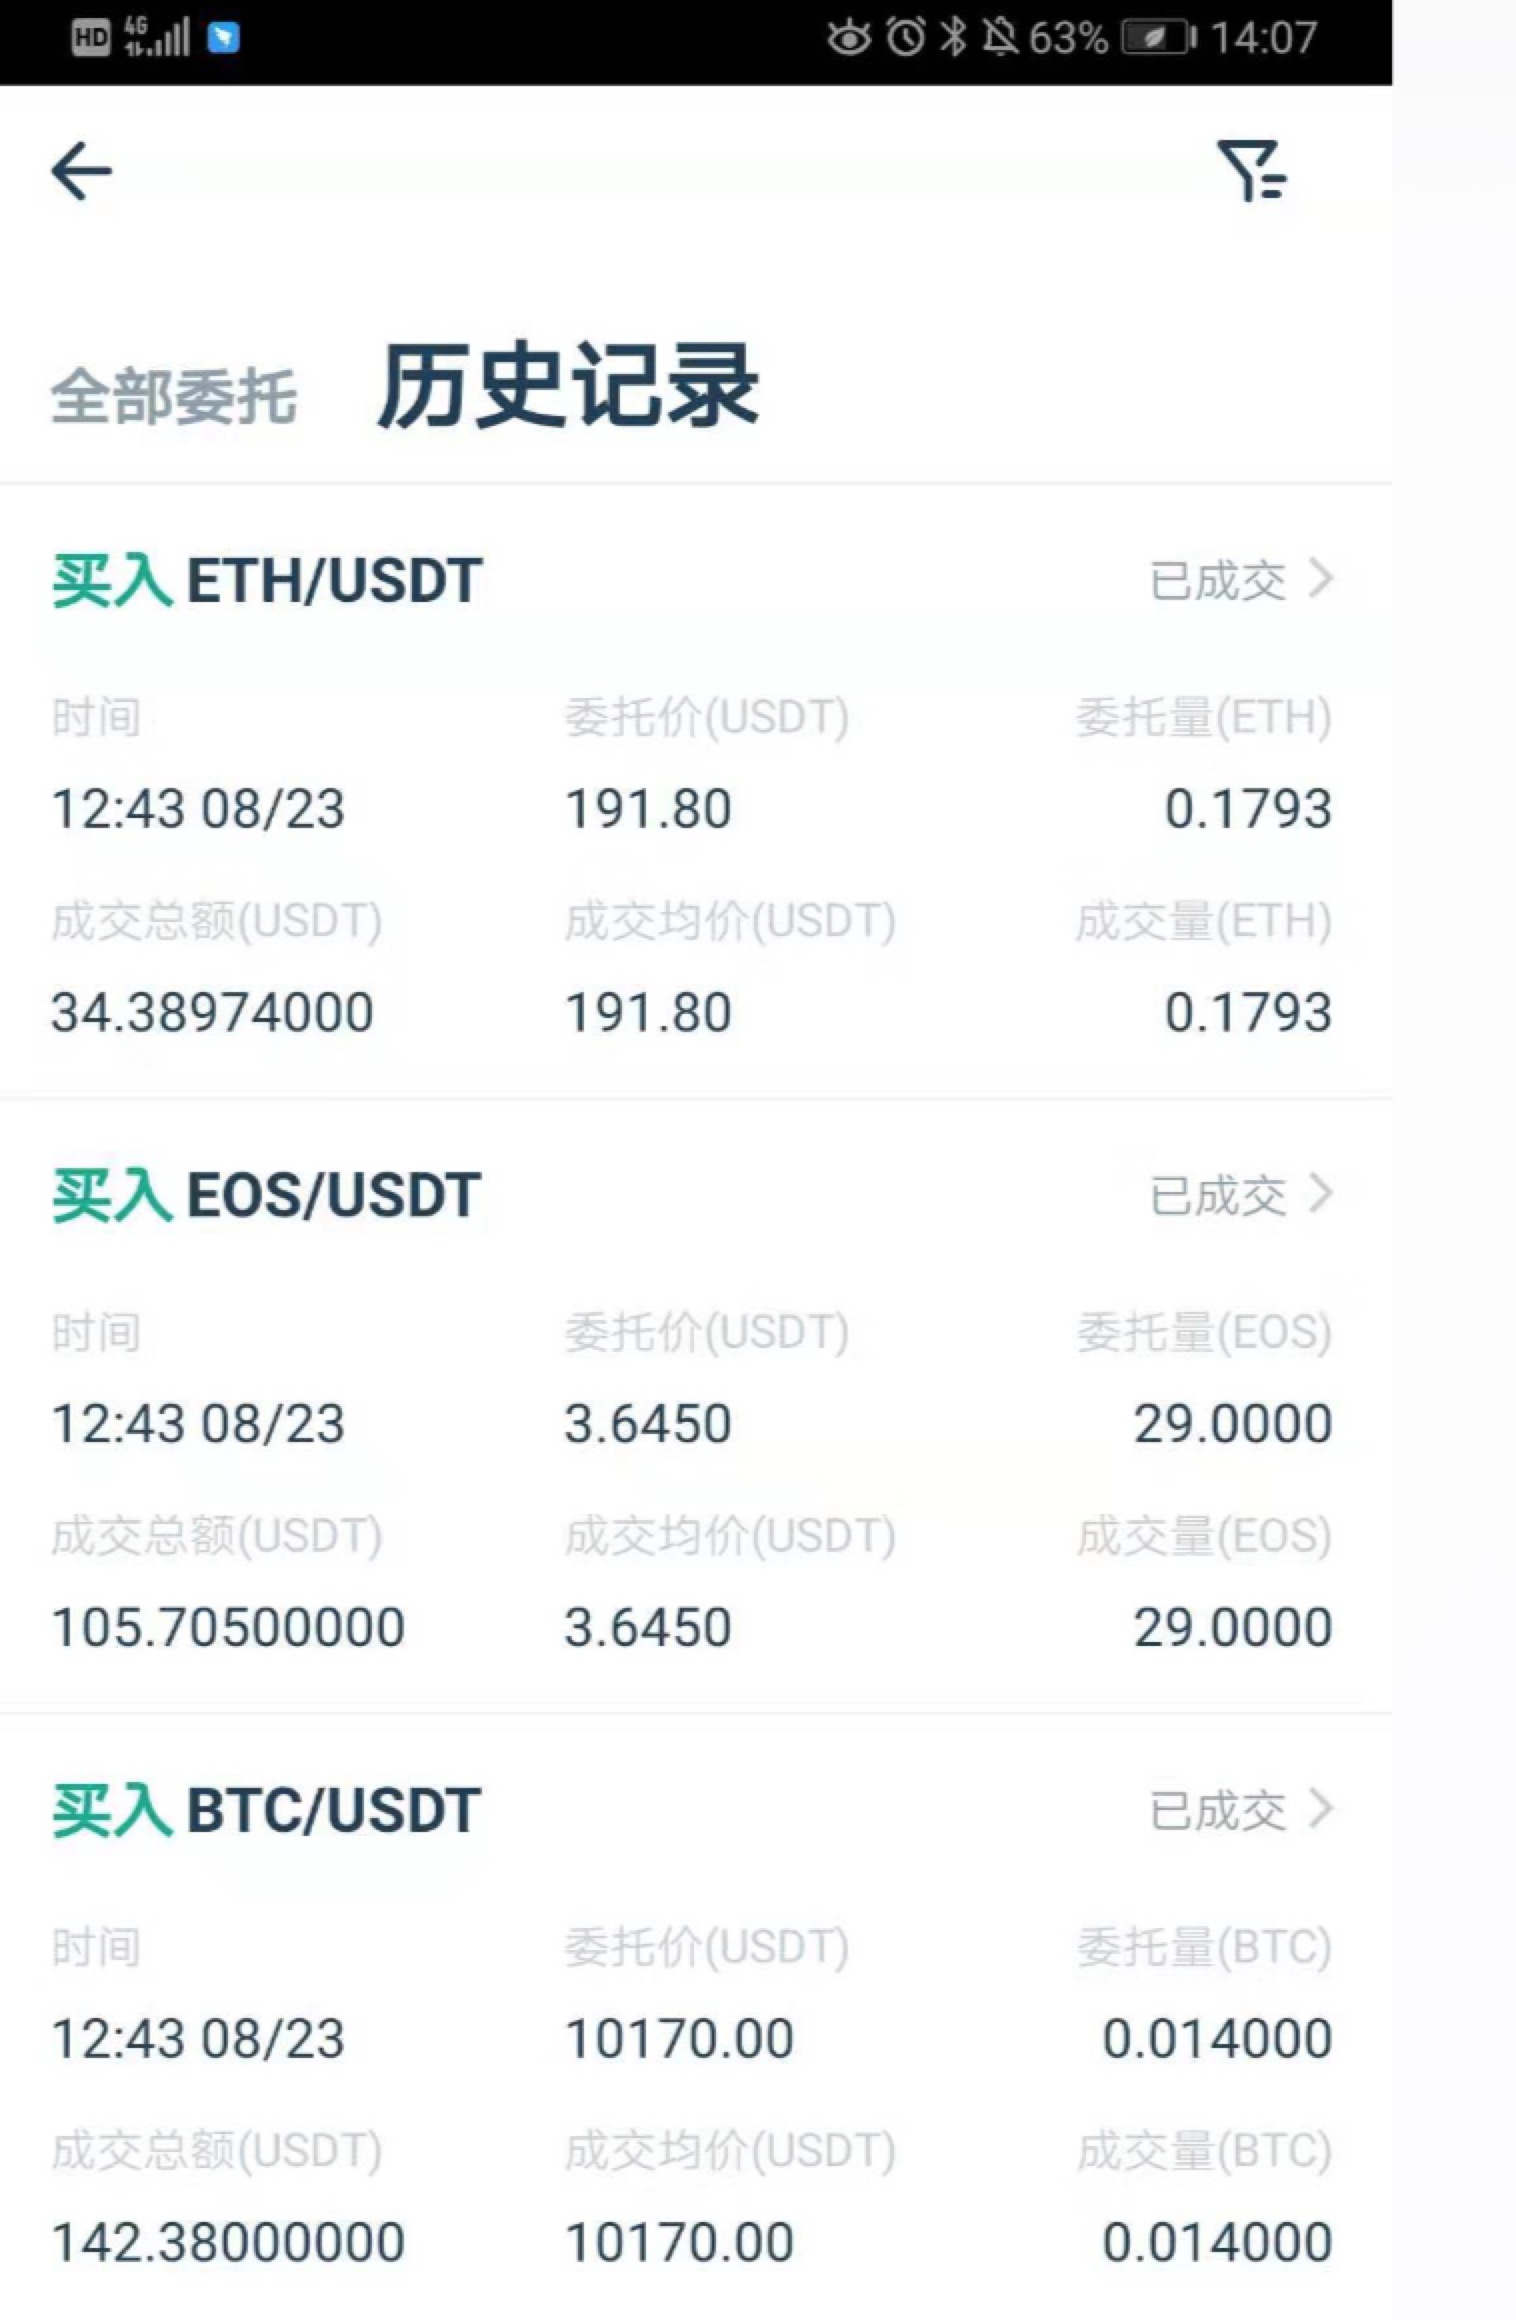 HD 4G 63% 14:07
全部委托 历史记录
买入 ETH/USDT 已成交
时间 委托价(USDT) 委托量(ETH)
12:43 08/23 191.80 0.1793
成交总额(USDT) 成交均价(USDT) 成交量(ETH)
34.38974000 191.80 0.1793
买入 EOS/USDT 已成交
时间 委托价(USDT) 委托量(EOS)
12:43 08/23 3.6450 29.0000
成交总额(USDT) 成交均价(USDT) 成交量(EOS)
105.70500000 3.6450 29.0000
买入 BTC/USDT 已成交
时间 委托价(USDT) 委托量(BTC)
12:43 08/23 10170.00 0.014000
成交总额(USDT) 成交均价(USDT) 成交量(BTC)
142.38000000 10170.00 0.014000